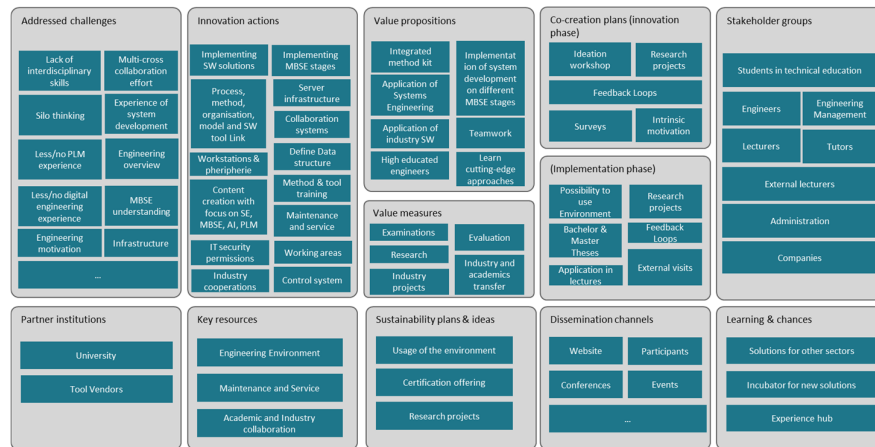 Addressed challenges
Lack of
interdisciplinary
skills
Multi-cross
collaboration
effort
Silo thinking
Experience of
system
development
Less/no PLM
experience
Engineering
overview
Less/no digital
engineering
experience
MBSE
understanding
Engineering
motivation
Infrastructure
...
Innovation actions
Implementing
SW solutions
Implementing
MBSE stages
Process,
method,
organisation,
model and SW
tool Link
Server
infrastructure
Collaboration
systems
Workstations &
pheripherie
Define Data
structure
Content
creation with
focus on SE,
MBSE, AI, PLM
Method & tool
training
Maintenance
and service
IT security
permissions
Working areas
Industry
cooperations
Control system
Value propositions
Integrated
method kit
Implementat
ion of system
development
on different
MBSE stages
Application of
Systems
Engineering
Application of
industry SW
Teamwork
High educated
engineers
Learn
cutting-edge
approaches
Value measures
Examinations
Evaluation
Research
Industry
projects
Industry and
academics
transfer
Co-creation plans (innovation
phase)
Ideation
workshop
Research
projects
Feedback Loops
Surveys
Intrinsic
motivation
(Implementation phase)
Possibility to
use
Environment
Research
projects
Bachelor &
Master
Theses
Feedback
Loops
Application in
lectures
External visits
Stakeholder groups
Students in technical education
Engineers
Engineering
Management
Lecturers
Tutors
External lecturers
Administration
Companies
Partner institutions
University
Tool Vendors
Key resources
Engineering Environment
Maintenance and Service
Academic and Industry
collaboration
Sustainability plans & ideas
Usage of the environment
Certification offering
Research projects
Dissemination channels
Website
Participants
Conferences
Events
...
Learning & chances
Solutions for other sectors
Incubator for new solutions
Experience hub